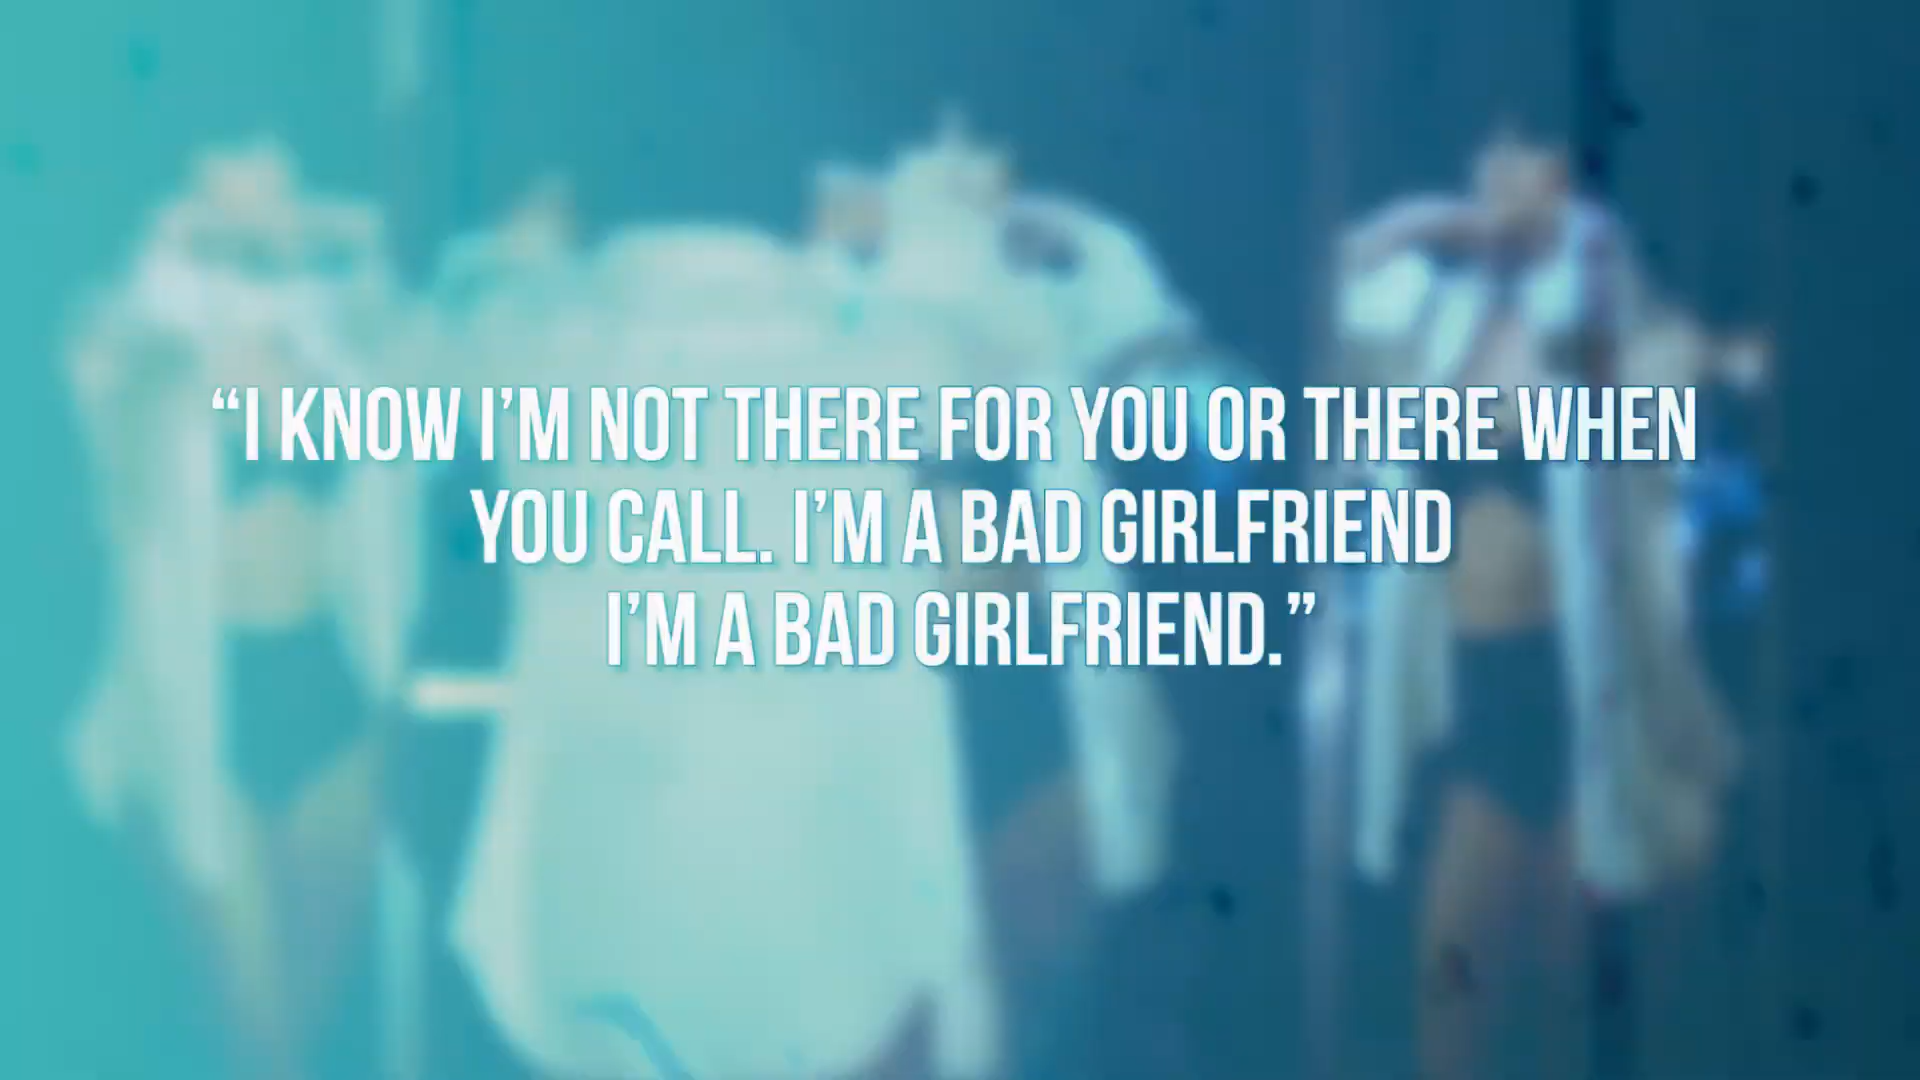 “I KNOW I’M NOT THERE FOR YOU OR THERE WHEN
YOU CALL. I’M A BAD GIRLFRIEND
I’M A BAD GIRLFRIEND.”